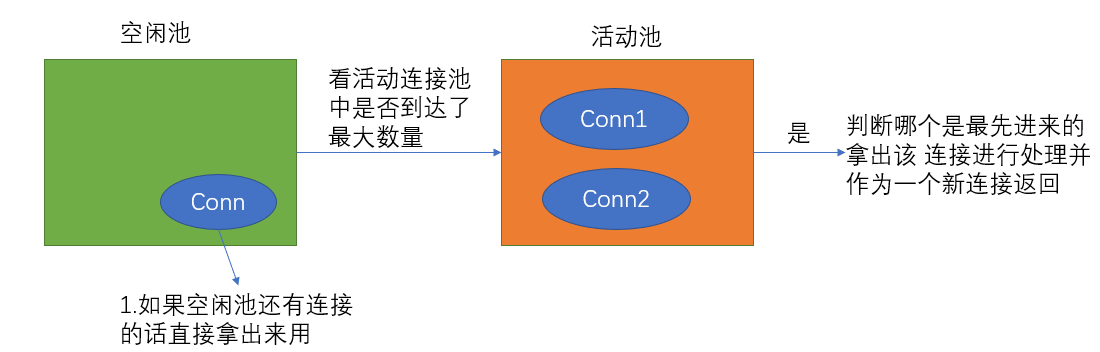 空闲池
活动池
看活动连接池
中是否到达了
最大数量
Conn1
Conn2
Conn
是
判断哪个是最先进来的
拿出该 连接进行处理并
作为一个新连接返回
1.如果空闲池还有连接
的话直接拿出来用